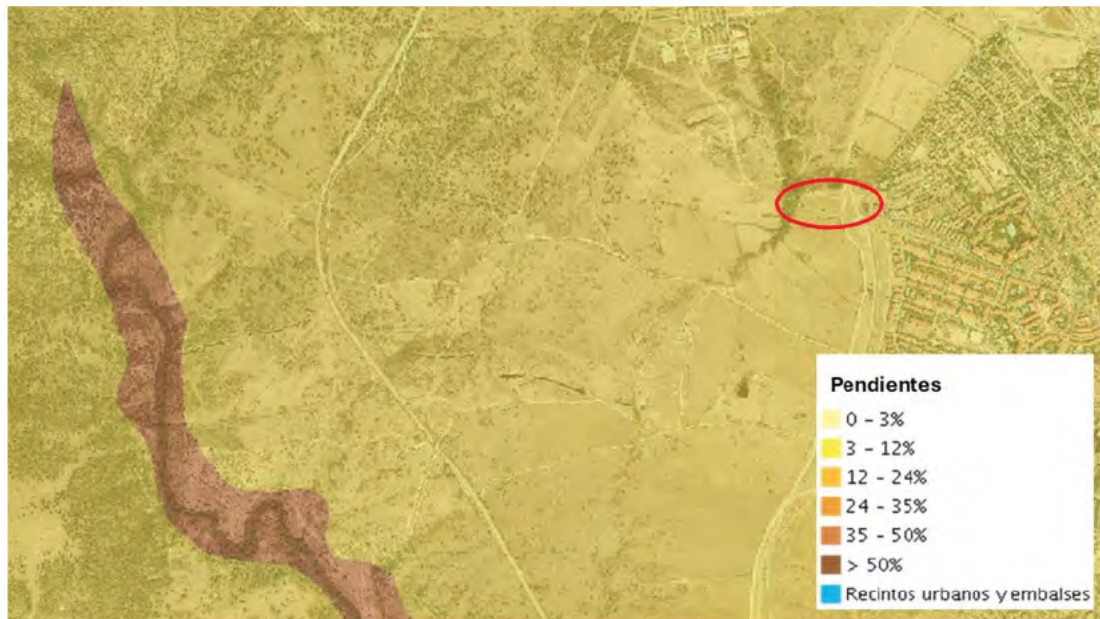 Pendientes
0 – 3%
3 – 12%
12 – 24%
24 – 35%
35 – 50%
> 50%
Recintos urbanos y embalses